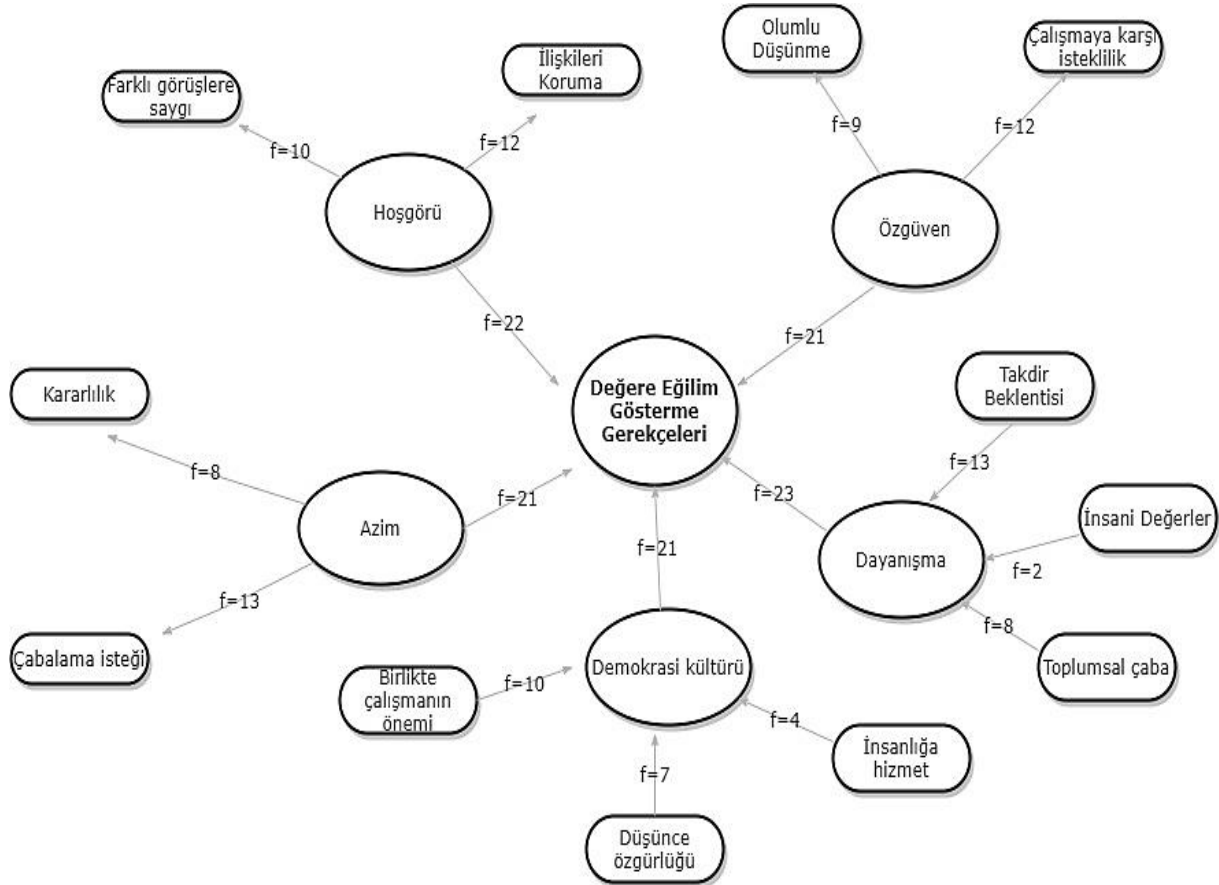 Olumlu
Düşünme
Çalışmaya karşı
isteklilik
İlişkileri
Koruma
Farklı görüşlere
saygı
f=9
f=12
f=12
f=10
Hoşgörü
Özgüven
f=22
f=21
Değere Eğilim
Gösterme
Gerekçeleri
Takdir
Beklentisi
Kararlılık
f=8
f=13
f=21
f=23
Azim
İnsani Değerler
f=21
Dayanışma
f=2
f=13
f=8
Çabalama isteği
Toplumsal çaba
Demokrasi kültürü
Birlikte
çalışmanın
önemi
f=10
f=4
İnsanlığa
hizmet
f=7
Düşünce
özgürlüğü